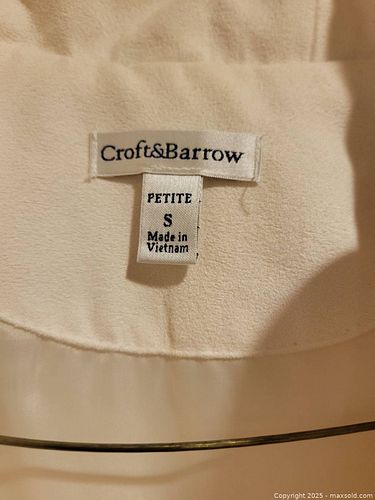 Croft&Barrow
PETITE
S
Made in
Vietnam
Copyright 2025 - maxsold.com